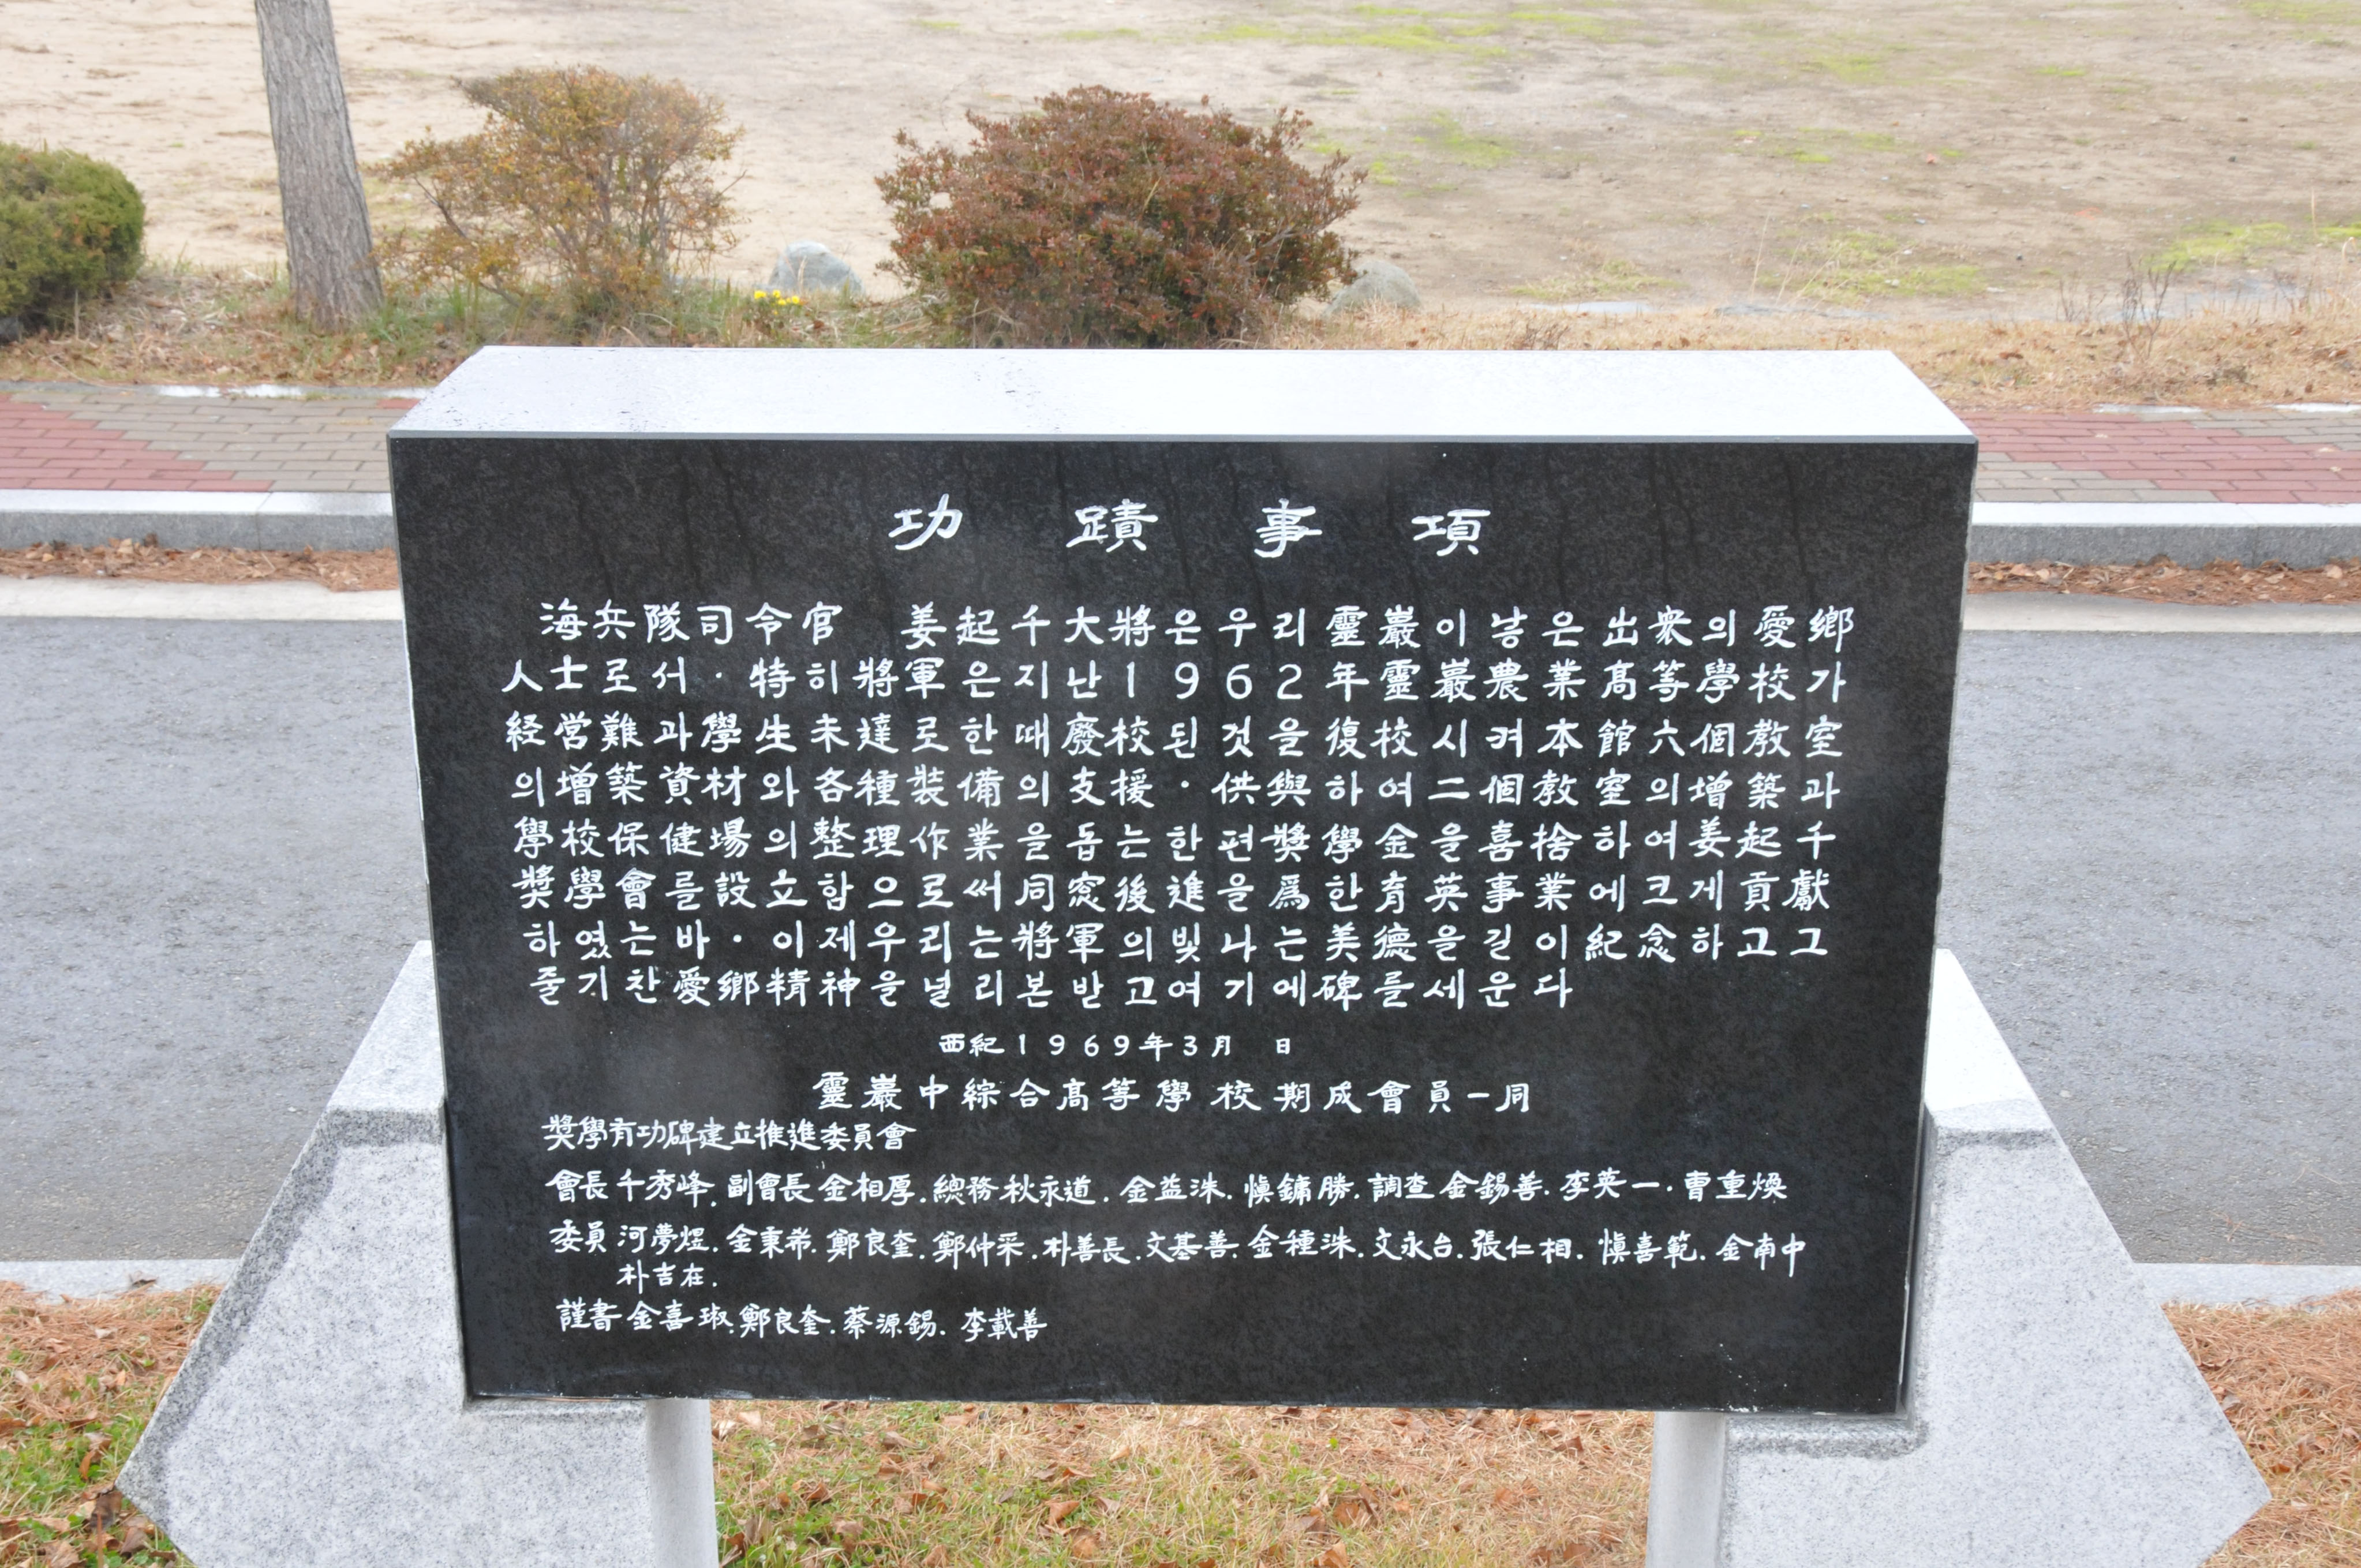 功蹟事項
海兵隊司令官 姜起千大將은우리靈巖이낳은出衆의愛鄉
人士로서·特히將軍은지난1962年靈巖農業高等學校가
経営難과學生未達로한때廢校된것을復校시켜本館六個教室
의增築資材와各種裝備의支援·供與하여二個教室의增築과
學校保健場의整理作業을돕는한편獎學金을喜捨하여姜起千
獎學會를設立함으로써同窓後進을爲한育英事業에크게貢獻
하였는바·이제우리는將軍의빛나는美德을길이紀念하고그
줄기찬愛鄉精神을널리본받고여기에碑를세운다
西紀1969年3月 日
靈巖中綜合高等學校期成會員一同
獎學有功碑建立推進委員會
會長千秀峰.副會長金相厚.總務秋永道.金益洙.愼鏞勝.調査金錫善.李英一.曺重煥
委員河夢煜.金秉希.鄭良奎.鄭仲采.朴善長.文基善.金種洙.文永台.張仁相.愼喜範.金南中
朴吉在.
謹書金喜琡.鄭良奎.蔡源錫.李載善